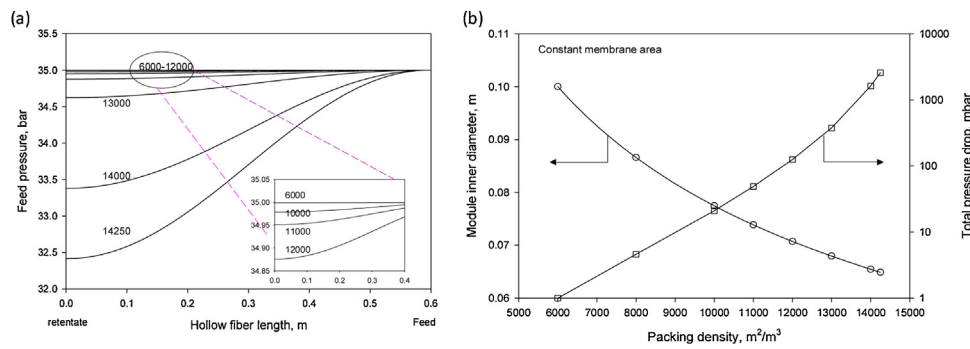 (a)
35.5
35.0
34.5
34.0
33.5
33.0
32.5
32.0
Feed pressure, bar
6000-12000
13000
14000
14250
35.05
35.00
34.95
34.90
34.85
6000
10000
11000
12000
0.0 0.1 0.2 0.3 0.4
0.0 0.1 0.2 0.3 0.4 0.5 0.6
retentate Hollow fiber length, m Feed
(b)
Constant membrane area
0.11
0.10
0.09
0.08
0.07
0.06
Module inner diameter, m
10000
1000
100
10
1
Total pressure drop, mbar
5000 6000 7000 8000 9000 10000 11000 12000 13000 14000 15000
Packing density, m²/m³